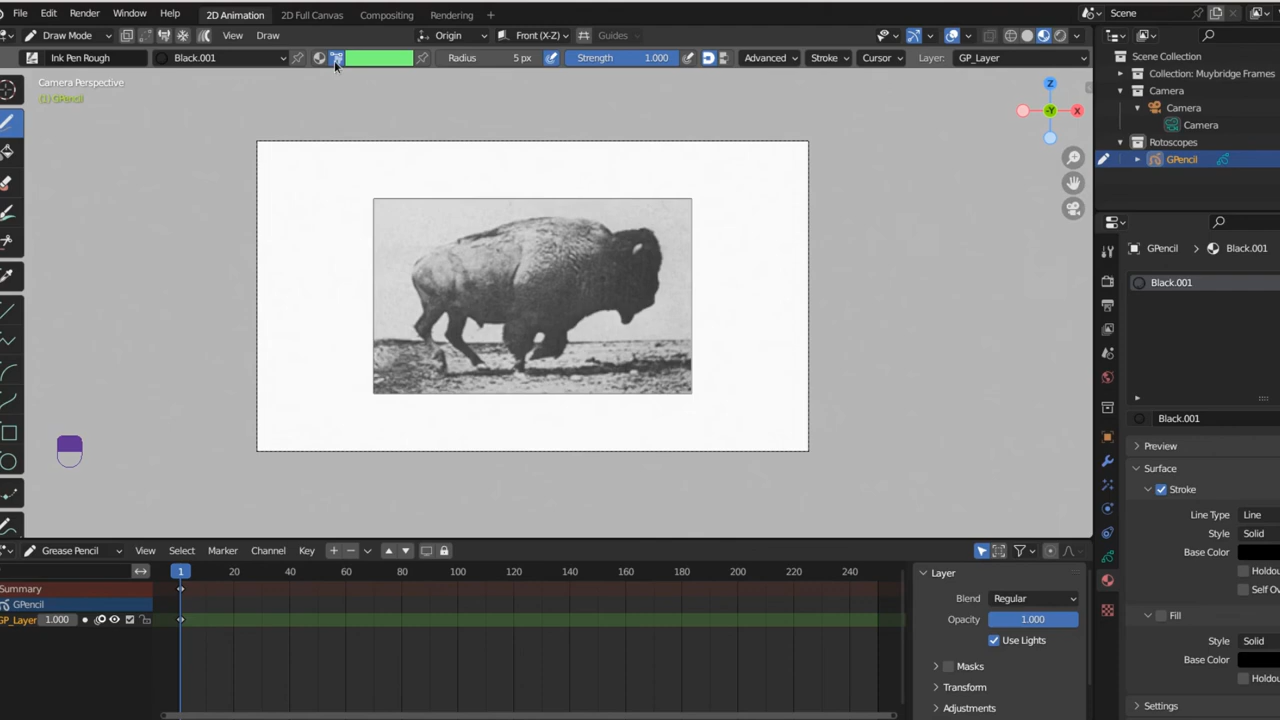 File Edit Render Window Help 2D Animation 2D Full Canvas Compositing Rendering + Scene
Draw Mode View Draw Origin Front (X-Z) Guides
Ink Pen Rough Black.001 Radius 5 px Strength 1.000 Advanced Stroke Cursor Layer: GP_Layer
Camera Perspective
(1) GPencil
Z
X
-Y
Scene Collection
Collection: Muybridge Frames
Camera
Camera
Camera
Rotoscopes
GPencil
GPencil > Black.001
Black.001
Black.001
Preview
Surface
Stroke
Line Type Line
Style Solid
Base Color
Holdou
Self Ov
Fill
Style Solid
Base Color
Holdou
Settings
Grease Pencil View Select Marker Channel Key
1 20 40 60 80 100 120 140 160 180 200 220 240
Summary
GPencil
GP_Layer 1.000
Layer
Blend Regular
Opacity 1.000
Use Lights
Masks
Transform
Adjustments